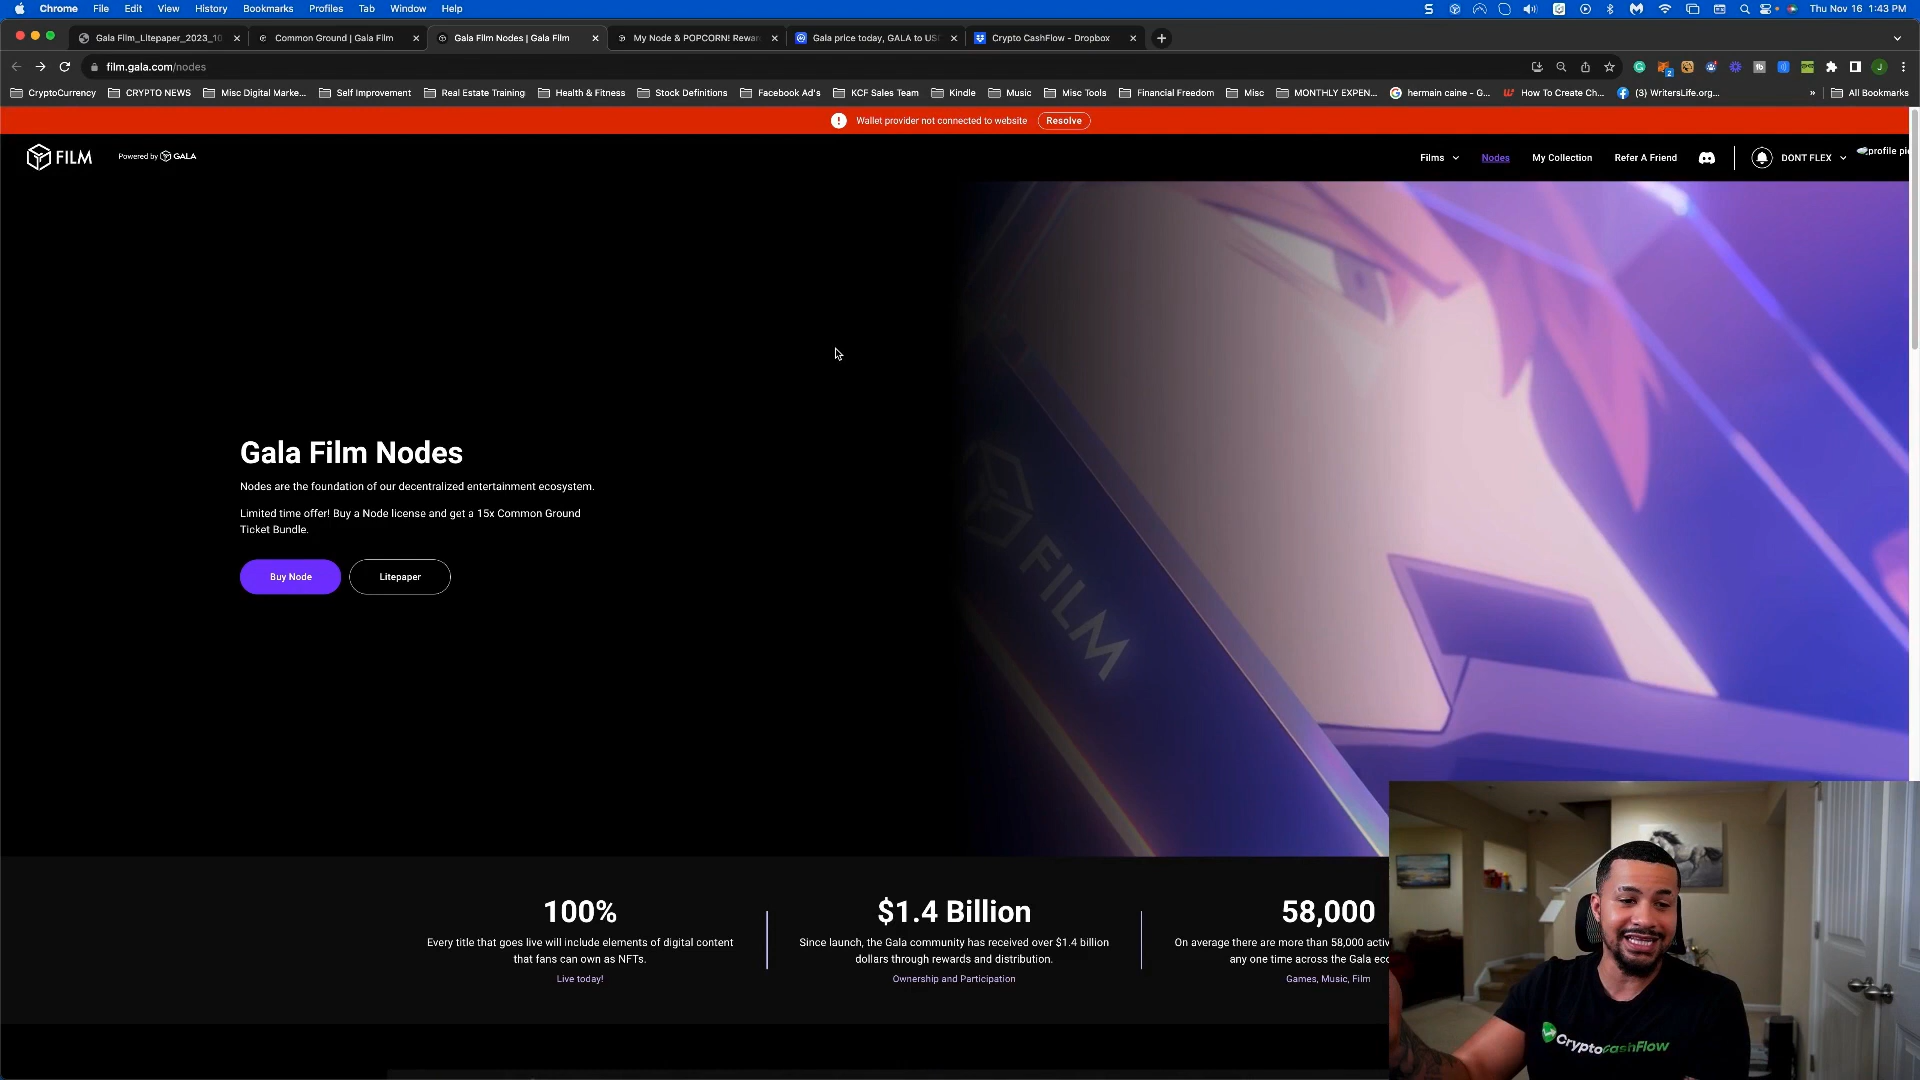 Chrome File Edit View History Bookmarks Profiles Tab Window Help Thu Nov 16 1:43 PM
Gala Film_Litepaper_2023_10 Common Ground | Gala Film Gala Film Nodes | Gala Film My Node & POPCORN! Rewar Gala price today, GALA to US Crypto CashFlow - Dropbox
film.gala.com/nodes
CryptoCurrency CRYPTO NEWS Misc Digital Marke... Self Improvement Real Estate Training Health & Fitness Stock Definitions Facebook Ad's KCF Sales Team Kindle Music Misc Tools Financial Freedom Misc MONTHLY EXPEN... hermain caine - G... How To Create Ch... (3) WritersLife.org... » All Bookmarks
Wallet provider not connected to website Resolve
FILM Powered by GALA Films Nodes My Collection Refer A Friend DONT FLEX profile pi
Gala Film Nodes
Nodes are the foundation of our decentralized entertainment ecosystem.
Limited time offer! Buy a Node license and get a 15x Common Ground
Ticket Bundle.
Buy Node Litepaper
FILM
100% $1.4 Billion 58,000
Every title that goes live will include elements of digital content Since launch, the Gala community has received over $1.4 billion On average there are more than 58,000 activ
that fans can own as NFTs. dollars through rewards and distribution. any one time across the Gala ec
Live today! Ownership and Participation Games, Music, Film
CryptoCashFlow